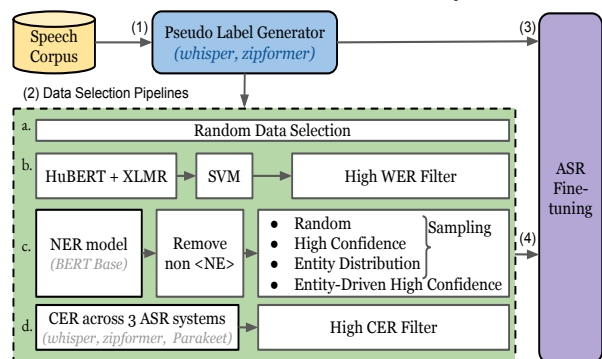 Speech
Corpus
(1)
Pseudo Label Generator
(whisper, zipformer)
(3)
(2) Data Selection Pipelines
a.
Random Data Selection
b.
HuBERT + XLMR
SVM
High WER Filter
c.
NER model
(BERT Base)
Remove
non <NE>
● Random
● High Confidence
● Entity Distribution
● Entity-Driven High Confidence
Sampling
(4)
d.
CER across 3 ASR systems
(whisper, zipformer, Parakeet)
High CER Filter
ASR
Fine-
tuning